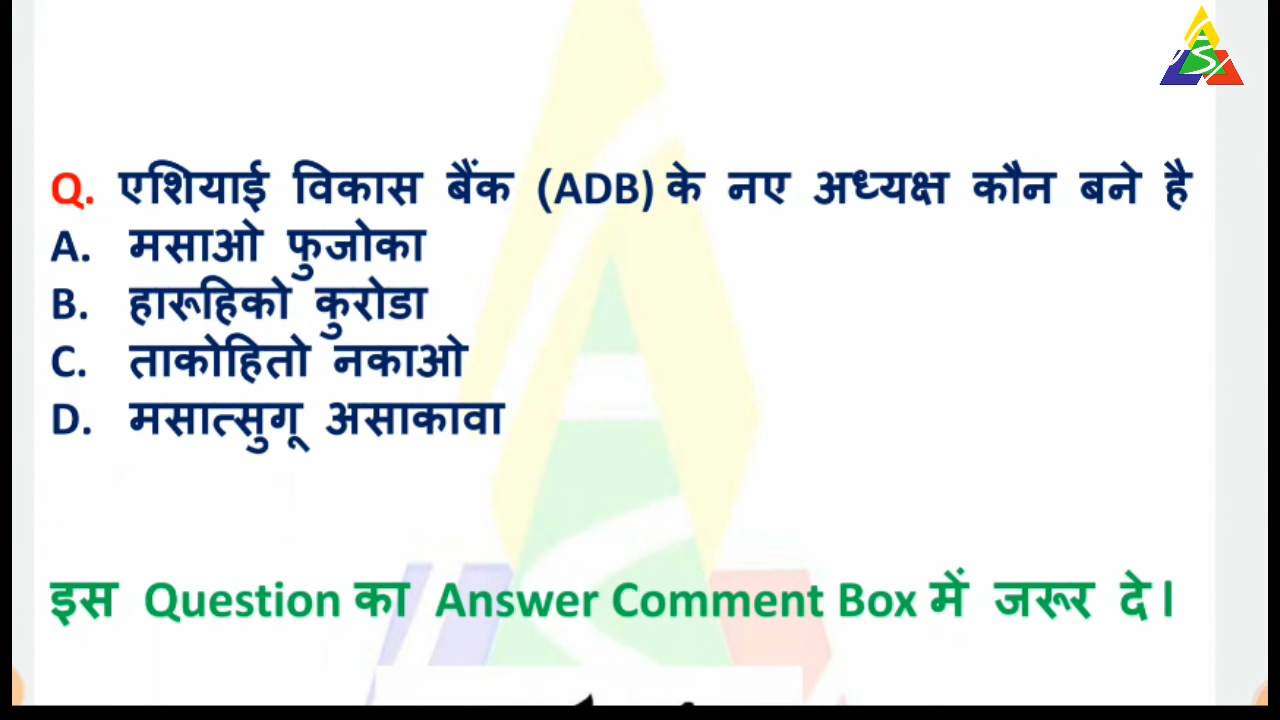 Q. एशियाई विकास बैंक (ADB) के नए अध्यक्ष कौन बने है
A. मसाओ फुजोका
B. हारूहिको कुरोडा
C. ताकोहितो नकाओ
D. मसात्सुगू असाकावा
इस Question का Answer Comment Box में जरूर दे।